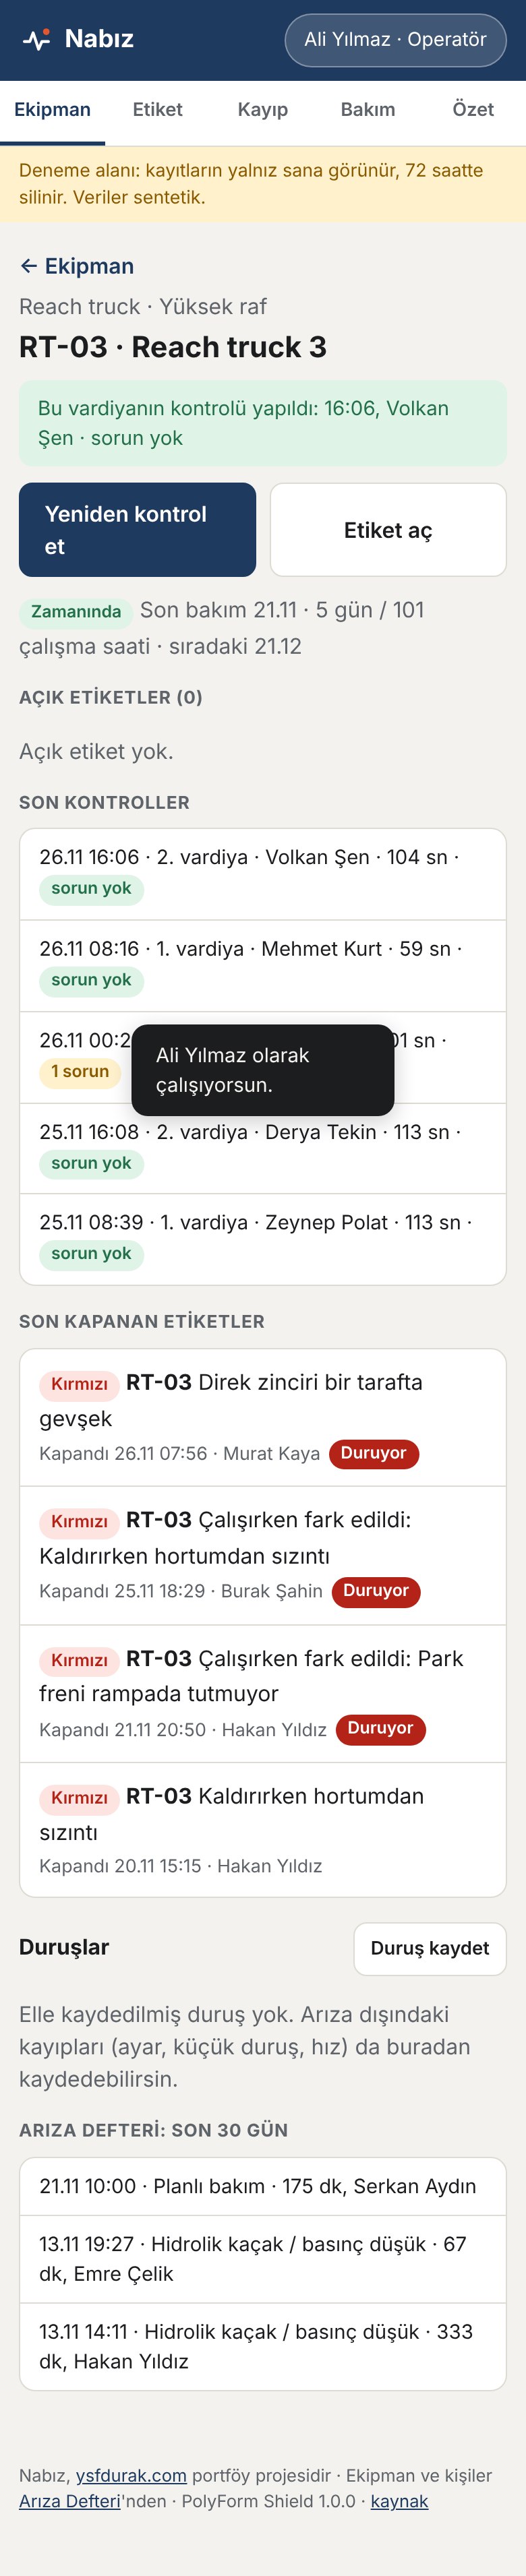 Nabız
Ali Yılmaz · Operatör
Ekipman Etiket Kayıp Bakım Özet
Deneme alanı: kayıtların yalnız sana görünür, 72 saatte
silinir. Veriler sentetik.
← Ekipman
Reach truck · Yüksek raf
RT-03 · Reach truck 3
Bu vardiyanın kontrolü yapıldı: 16:06, Volkan
Şen · sorun yok
Yeniden kontrol
et
Etiket aç
Zamanında Son bakım 21.11 · 5 gün / 101
çalışma saati · sıradaki 21.12
AÇIK ETİKETLER (0)
Açık etiket yok.
SON KONTROLLER
26.11 16:06 · 2. vardiya · Volkan Şen · 104 sn ·
sorun yok
26.11 08:16 · 1. vardiya · Mehmet Kurt · 59 sn ·
sorun yok
26.11 sn ·
1 sorun
Ali Yılmaz olarak
çalışıyorsun.
25.11 16:08 · 2. vardiya · Derya Tekin · 113 sn ·
sorun yok
25.11 08:39 · 1. vardiya · Zeynep Polat · 113 sn ·
sorun yok
SON KAPANAN ETİKETLER
Kırmızı RT-03 Direk zinciri bir tarafta
gevşek
Kapandı 26.11 07:56 · Murat Kaya Duruyor
Kırmızı RT-03 Çalışırken fark edildi:
Kaldırırken hortumdan sızıntı
Kapandı 25.11 18:29 · Burak Şahin Duruyor
Kırmızı RT-03 Çalışırken fark edildi: Park
freni rampada tutmuyor
Kapandı 21.11 20:50 · Hakan Yıldız Duruyor
Kırmızı RT-03 Kaldırırken hortumdan
sızıntı
Kapandı 20.11 15:15 · Hakan Yıldız
Duruşlar
Duruş kaydet
Elle kaydedilmiş duruş yok. Arıza dışındaki
kayıpları (ayar, küçük duruş, hız) da buradan
kaydedebilirsin.
ARIZA DEFTERİ: SON 30 GÜN
21.11 10:00 · Planlı bakım · 175 dk, Serkan Aydın
13.11 19:27 · Hidrolik kaçak / basınç düşük · 67
dk, Emre Çelik
13.11 14:11 · Hidrolik kaçak / basınç düşük · 333
dk, Hakan Yıldız
Nabız, ysfdurak.com portföy projesidir · Ekipman ve kişiler
Arıza Defteri'nden · PolyForm Shield 1.0.0 · kaynak